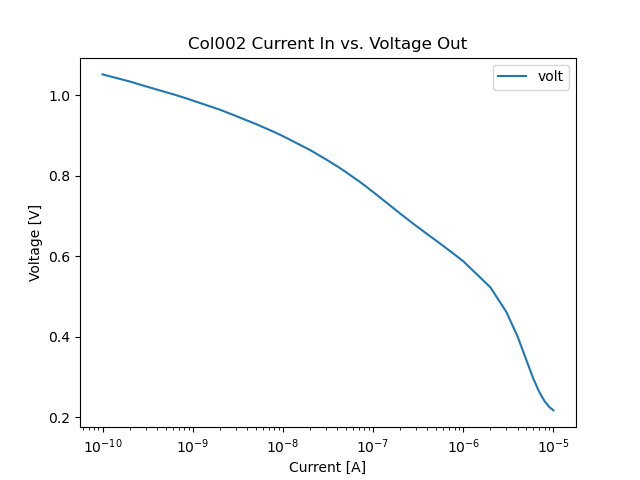 Col002 Current In vs. Voltage Out
volt
Voltage [V]
1.0
0.8
0.6
0.4
0.2
10⁻¹⁰ 10⁻⁹ 10⁻⁸ 10⁻⁷ 10⁻⁶ 10⁻⁵
Current [A]